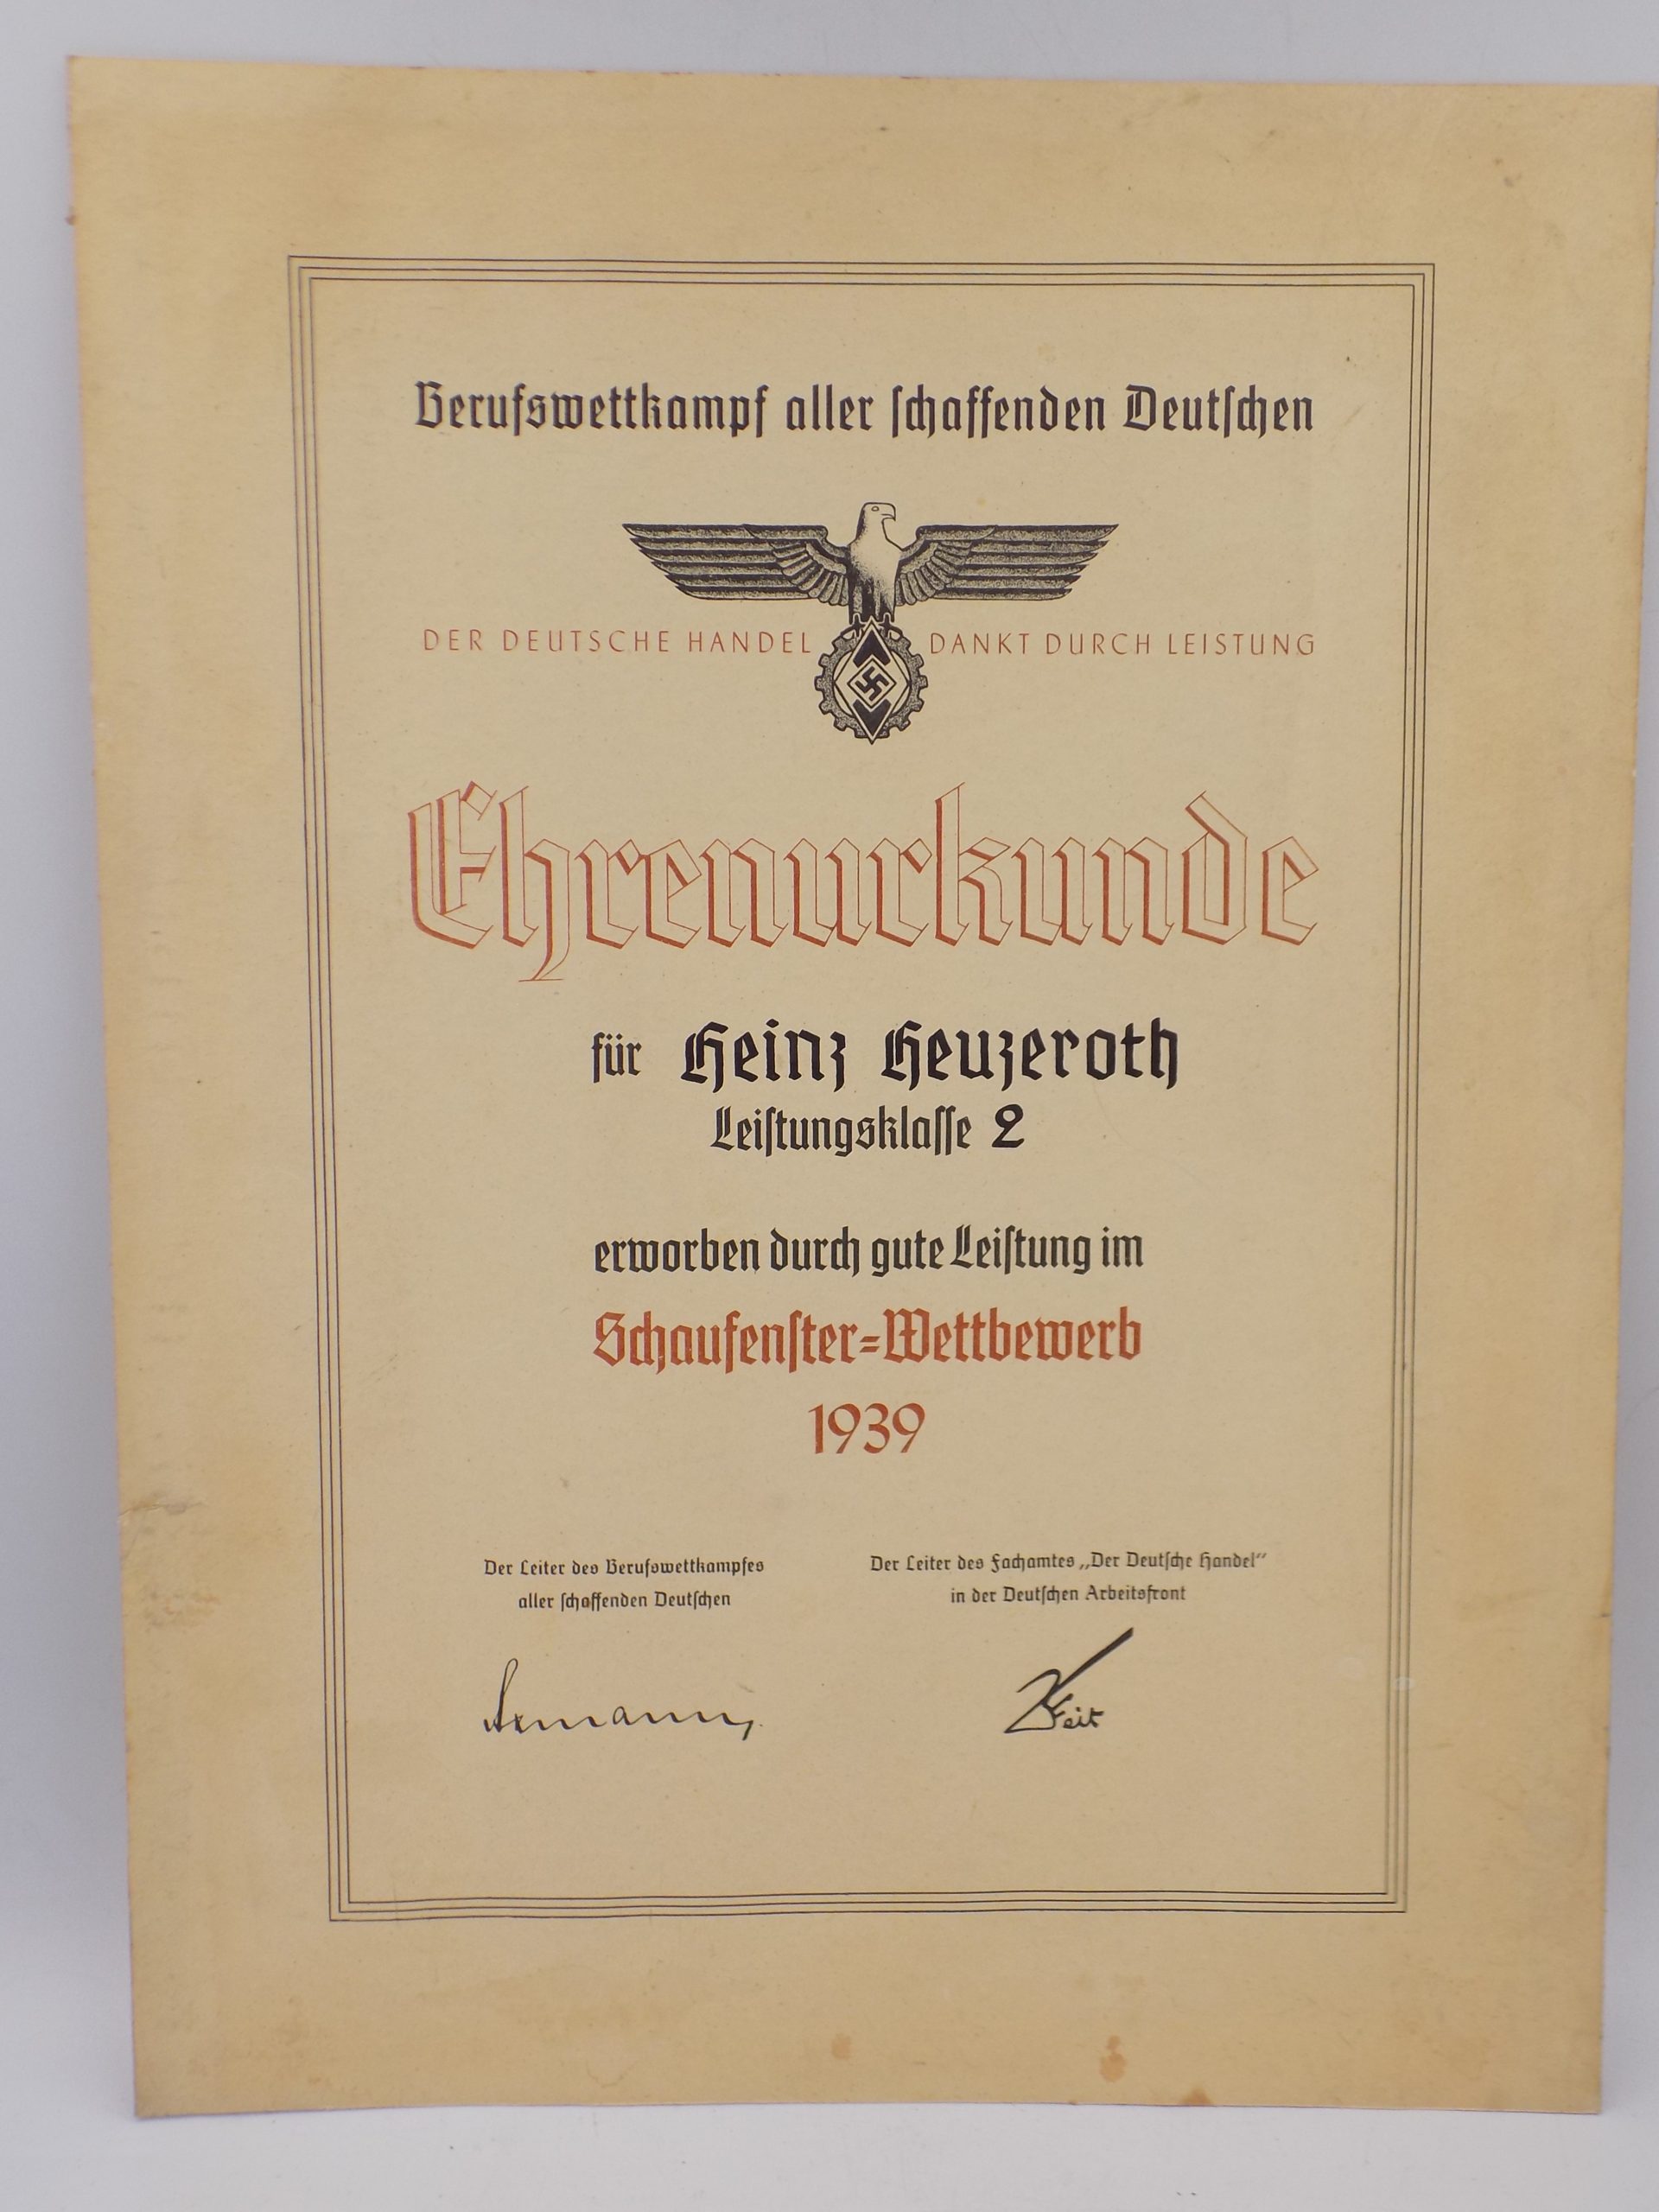 Berufswettkampf aller schaffenden Deutschen
DER DEUTSCHE HANDEL DANKT DURCH LEISTUNG
Ehrenurkunde
für Heinz Heuzeroth
Leistungsklasse 2
erworben durch gute Leistung im
Schaufenster=Wettbewerb
1939
Der Leiter des Berufswettkampfes
aller schaffenden Deutschen
Axmann
Der Leiter des Fachamtes „Der Deutsche Handel“
in der Deutschen Arbeitsfront
Feit